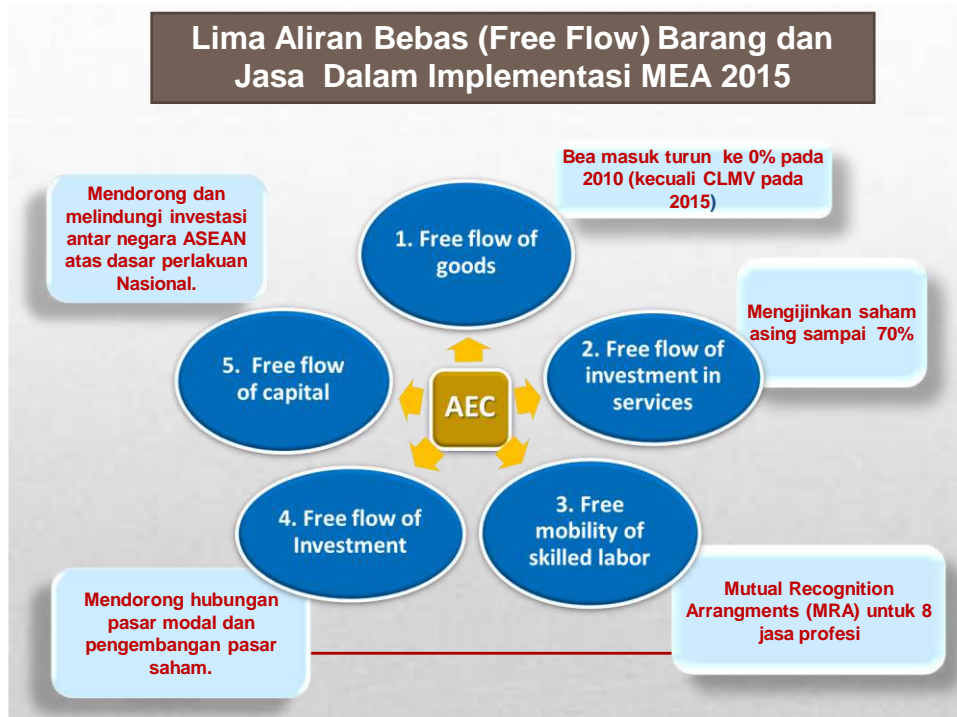 Lima Aliran Bebas (Free Flow) Barang dan
Jasa Dalam Implementasi MEA 2015
Bea masuk turun ke 0% pada
2010 (kecuali CLMV pada
2015)
Mendorong dan
melindungi investasi
antar negara ASEAN
atas dasar perlakuan
Nasional.
1. Free flow of
goods
Mengijinkan saham
asing sampai 70%
2. Free flow of
investment in
services
5. Free flow
of capital
AEC
3. Free
mobility of
skilled labor
4. Free flow of
Investment
Mutual Recognition
Arrangments (MRA) untuk 8
jasa profesi
Mendorong hubungan
pasar modal dan
pengembangan pasar
saham.